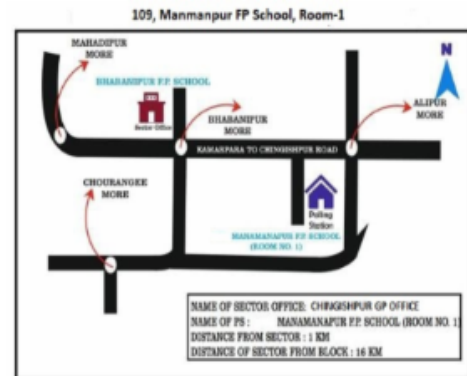 109, Manmanpur FP School, Room-1
MAHADIPUR
MORE
BHABANIPUR F.P. SCHOOL
N
Sector Office
BHABANIPUR
MORE
ALIPUR
MORE
KAMARPARA TO CHINGISHPUR ROAD
CHOURANGEE
MORE
Polling
Station
MANAMANAPUR F.P. SCHOOL
(ROOM NO. 1)
NAME OF SECTOR OFFICE: CHINGISHPUR GP OFFICE
NAME OF PS : MANAMANAPUR F.P. SCHOOL (ROOM NO. 1)
DISTANCE FROM SECTOR : 1 KM
DISTANCE OF SECTOR FROM BLOCK : 16 KM